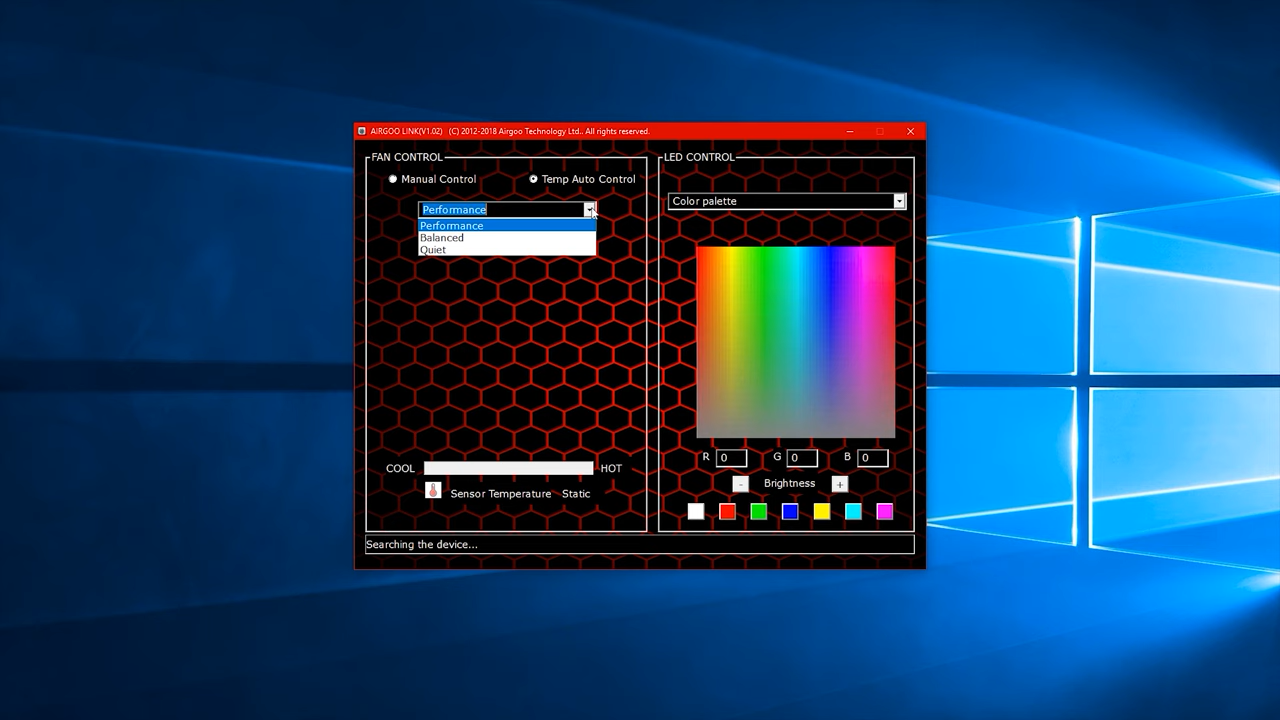 AIRGOO LINK(V1.02) (C) 2012-2018 Airgoo Technology Ltd.. All rights reserved.
FAN CONTROL
Manual Control
Temp Auto Control
Performance
Performance
Balanced
Quiet
COOL
HOT
Sensor Temperature Static
LED CONTROL
Color palette
R 0 G 0 B 0
- Brightness +
Searching the device...